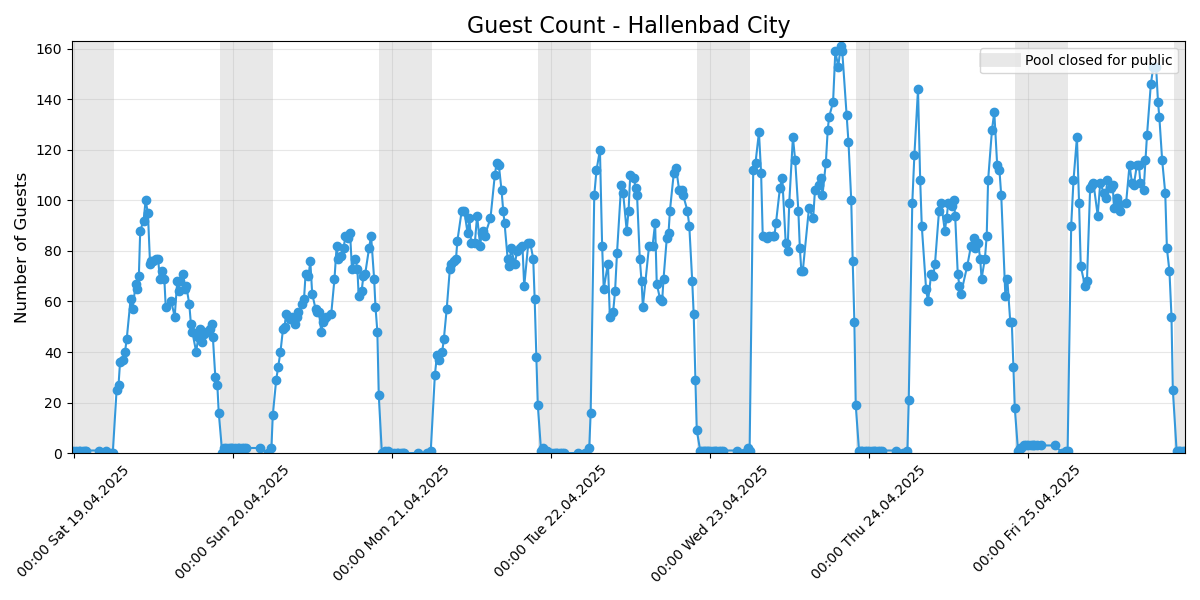 Guest Count - Hallenbad City
Pool closed for public
Number of Guests
160
140
120
100
80
60
40
20
0
00:00 Sat 19.04.2025
00:00 Sun 20.04.2025
00:00 Mon 21.04.2025
00:00 Tue 22.04.2025
00:00 Wed 23.04.2025
00:00 Thu 24.04.2025
00:00 Fri 25.04.2025